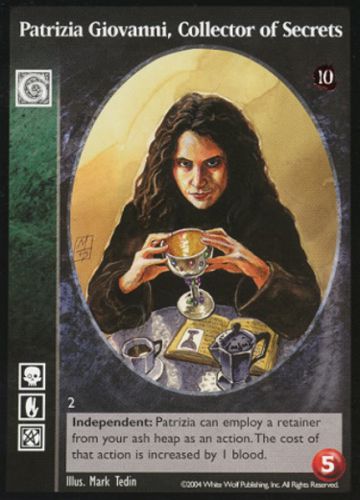 Patrizia Giovanni, Collector of Secrets
10
2
Independent: Patrizia can employ a retainer
from your ash heap as an action. The cost of
that action is increased by 1 blood.
5
Illus. Mark Tedin
©2004 White Wolf Publishing, Inc. All Rights Reserved.